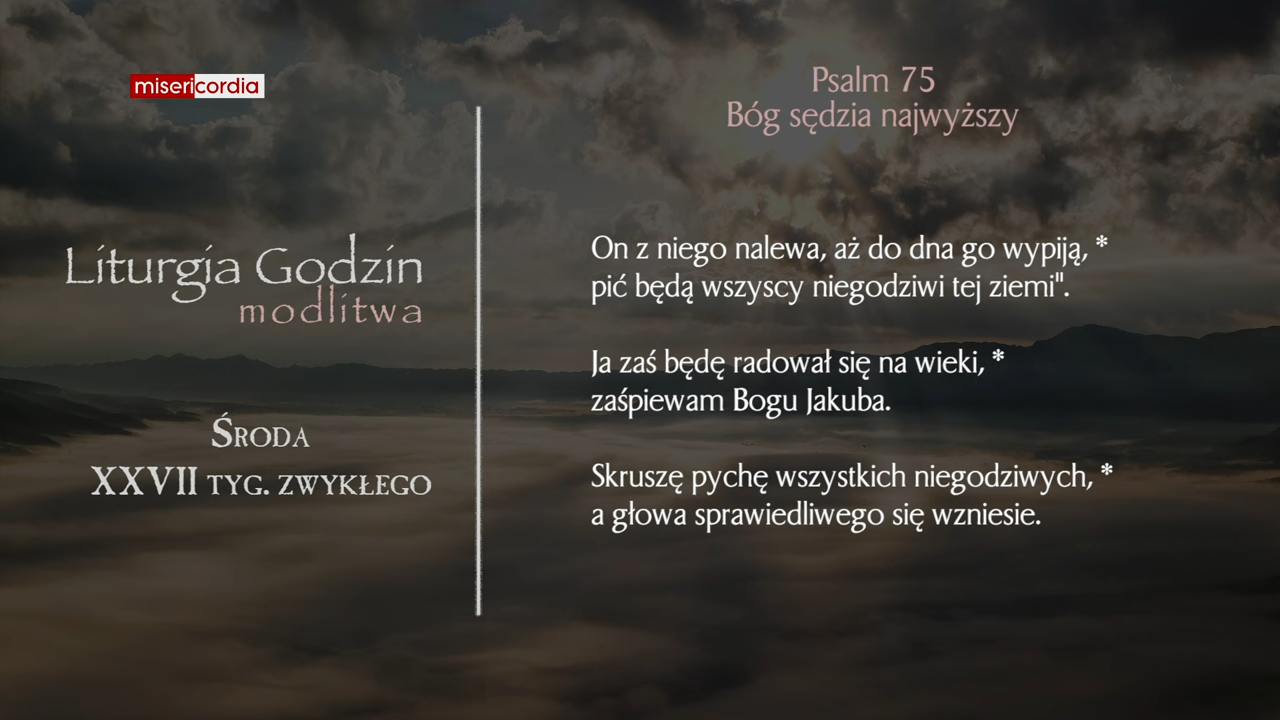 misericordia
Liturgia Godzin
modlitwa
Środa
XXVII TYG. ZWYKŁEGO
Psalm 75
Bóg sędzia najwyższy
On z niego nalewa, aż do dna go wypiją, *
pić będą wszyscy niegodziwi tej ziemi".
Ja zaś będę radował się na wieki, *
zaśpiewam Bogu Jakuba.
Skruszę pychę wszystkich niegodziwych, *
a głowa sprawiedliwego się wzniesie.